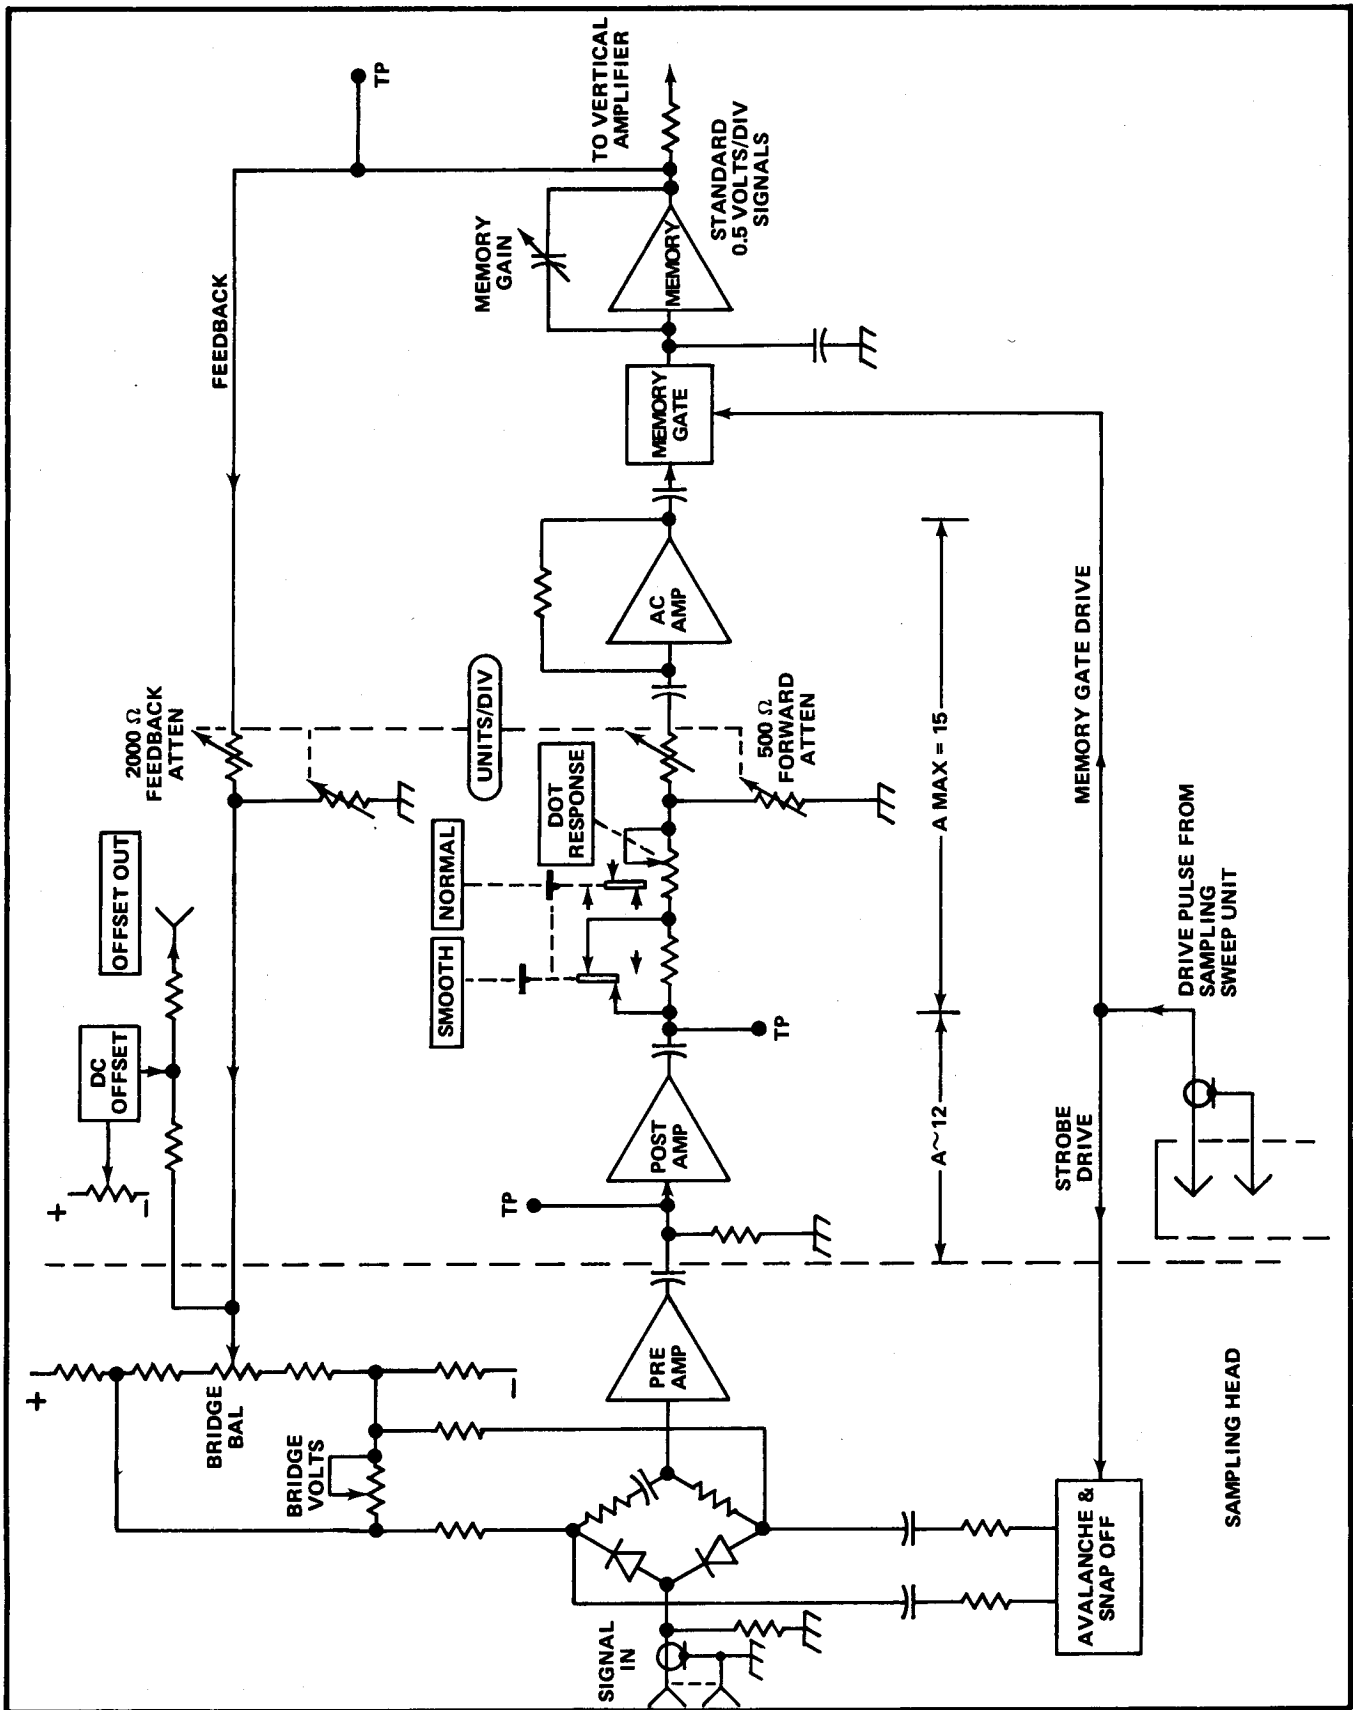 +
BRIDGE
BAL
BRIDGE
VOLTS
−
+
−
DC
OFFSET
OFFSET OUT
2000 Ω
FEEDBACK
ATTEN
FEEDBACK
TP
SIGNAL
IN
PRE
AMP
TP
POST
AMP
TP
SMOOTH
NORMAL
DOT
RESPONSE
UNITS/DIV
500 Ω
FORWARD
ATTEN
AC
AMP
MEMORY
GATE
MEMORY
GAIN
MEMORY
TO VERTICAL
AMPLIFIER
STANDARD
0.5 VOLTS/DIV
SIGNALS
A~12
A MAX = 15
AVALANCHE &
SNAP OFF
STROBE
DRIVE
MEMORY GATE DRIVE
DRIVE PULSE FROM
SAMPLING
SWEEP UNIT
SAMPLING HEAD